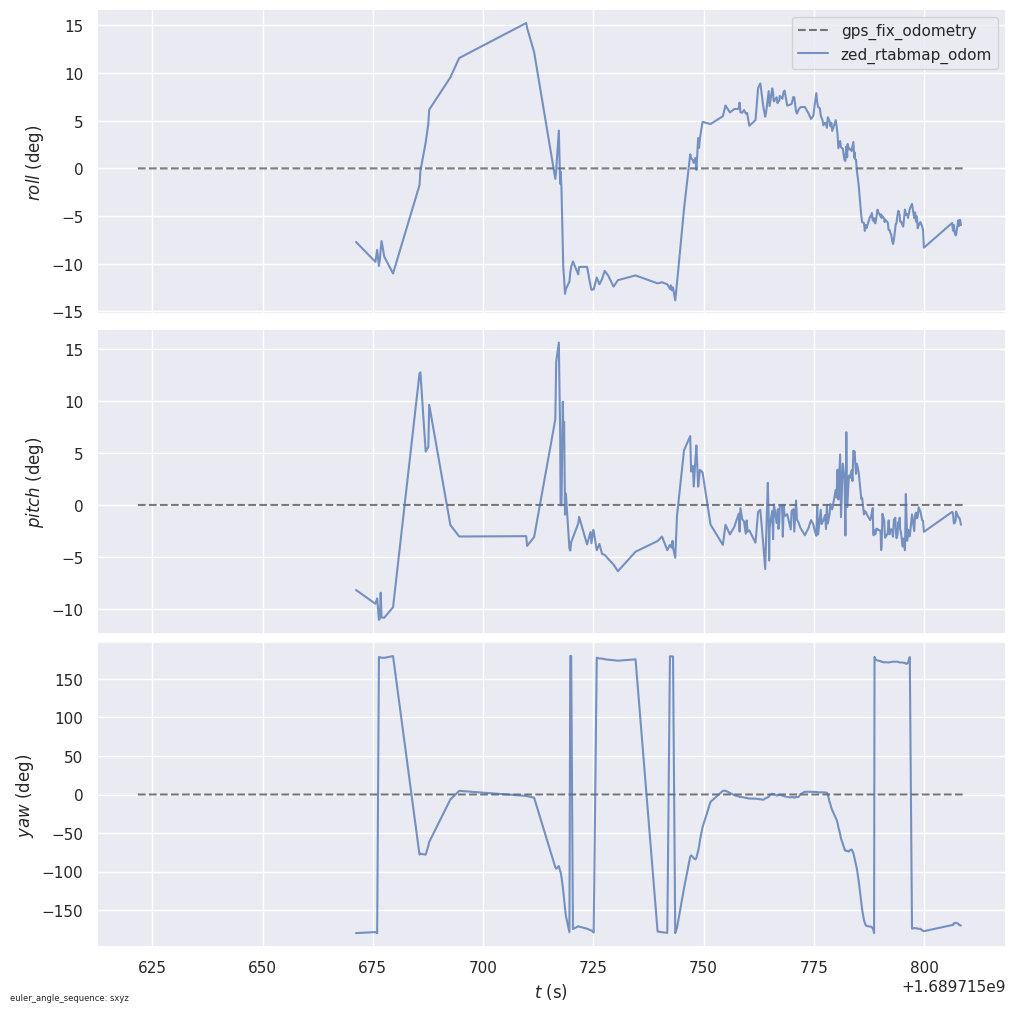 15
10
5
0
−5
−10
−15
roll (deg)
gps_fix_odometry
zed_rtabmap_odom
15
10
5
0
−5
−10
pitch (deg)
150
100
50
0
−50
−100
−150
yaw (deg)
625 650 675 700 725 750 775 800
+1.689715e9
t (s)
euler_angle_sequence: sxyz